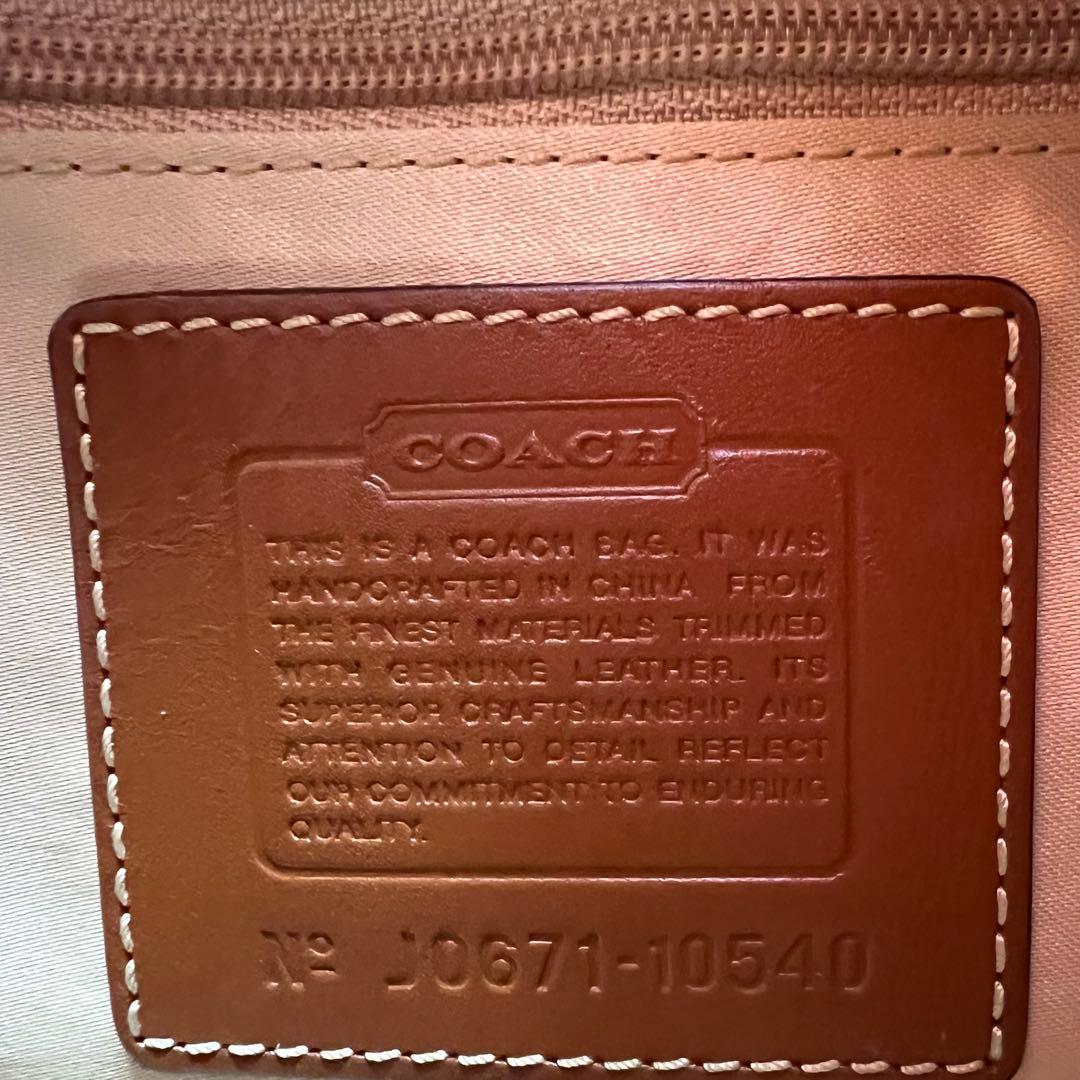 COACH
THIS IS A COACH BAG. IT WAS
HANDCRAFTED IN CHINA FROM
THE FINEST MATERIALS TRIMMED
WITH GENUINE LEATHER. ITS
SUPERIOR CRAFTSMANSHIP AND
ATTENTION TO DETAIL REFLECT
OUR COMMITMENT TO ENDURING
QUALITY.
Nº J0671-10540